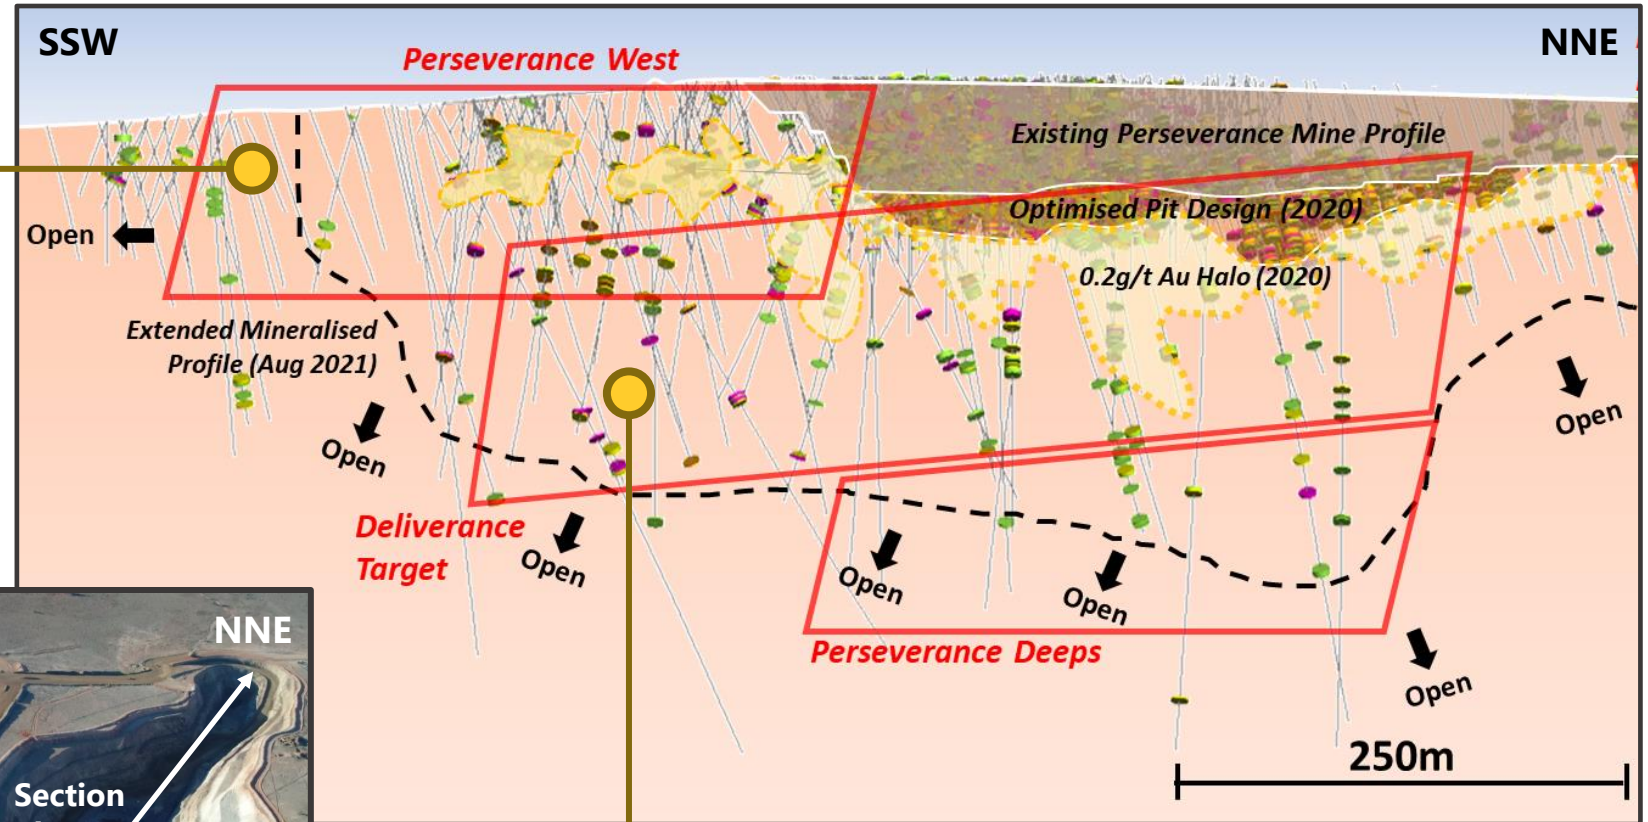 SSW
NNE
Perseverance West
Existing Perseverance Mine Profile
Optimised Pit Design (2020)
Open
0.2g/t Au Halo (2020)
Extended Mineralised
Profile (Aug 2021)
Open
Open
Deliverance
Target
Open
Open
Open
Perseverance Deeps
Open
250m
NNE
Section